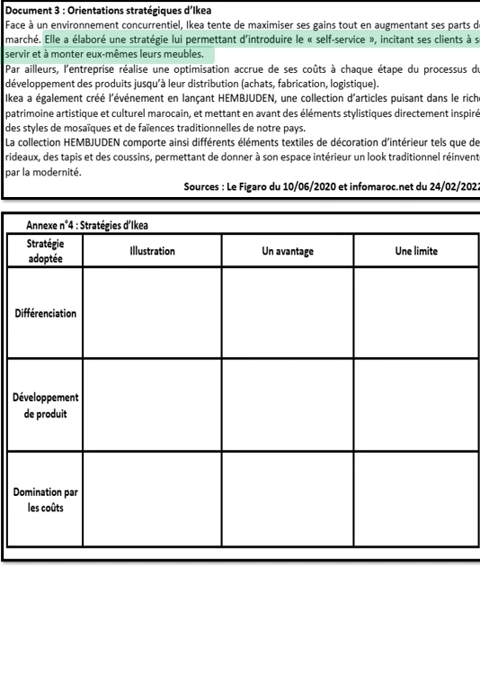 Document 3 : Orientations stratégiques d'Ikea
Face à un environnement concurrentiel, Ikea tente de maximiser ses gains tout en augmentant ses parts d
marché. Elle a élaboré une stratégie lui permettant d'introduire le « self-service », incitant ses clients à s
servir et à monter eux-mêmes leurs meubles.
Par ailleurs, l'entreprise réalise une optimisation accrue de ses coûts à chaque étape du processus du
développement des produits jusqu'à leur distribution (achats, fabrication, logistique).
Ikea a également créé l'événement en lançant HEMBJUDEN, une collection d'articles puisant dans le rich
patrimoine artistique et culturel marocain, et mettant en avant des éléments stylistiques directement inspiré
des styles de mosaïques et de faïences traditionnelles de notre pays.
La collection HEMBJUDEN comporte ainsi différents éléments textiles de décoration d'intérieur tels que de
rideaux, des tapis et des coussins, permettant de donner à son espace intérieur un look traditionnel réinvent
par la modernité.
Sources : Le Figaro du 10/06/2020 et infomaroc.net du 24/02/2022
Annexe n°4 : Stratégies d'Ikea
Stratégie
adoptée
Illustration
Un avantage
Une limite
Différenciation
Développement
de produit
Domination par
les coûts